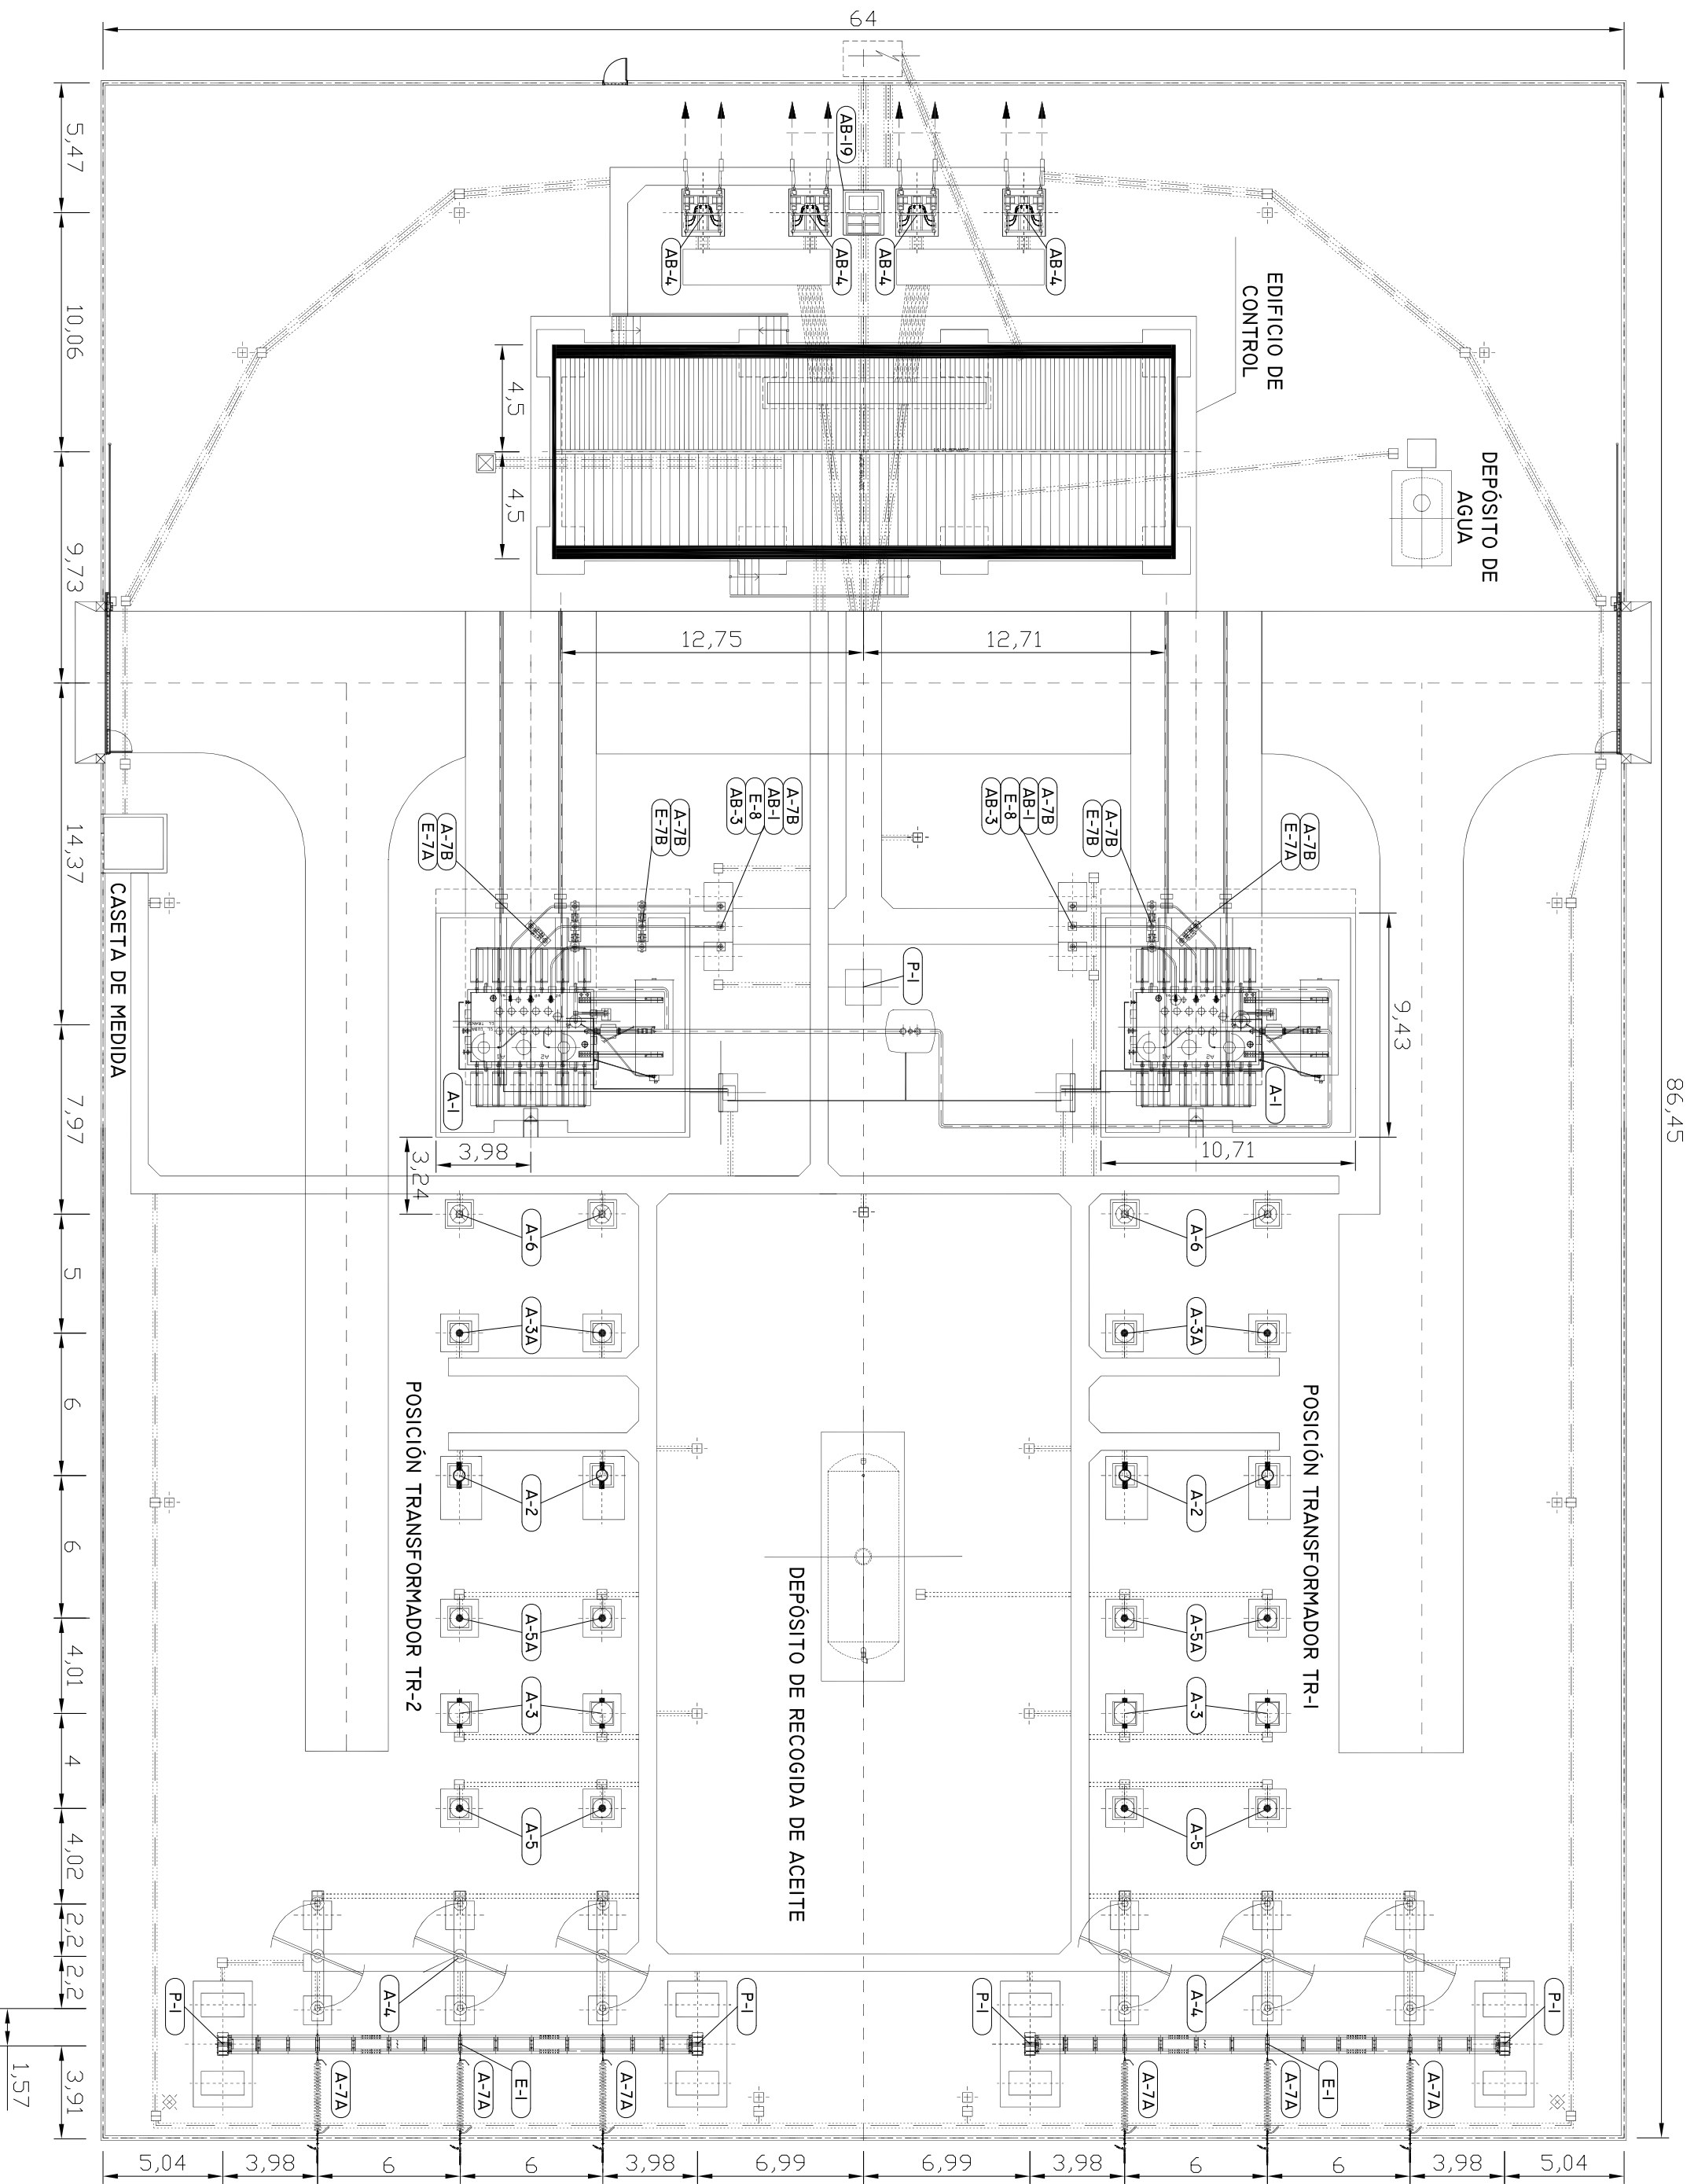 64
86,45
5,47
10,06
9,73
14,37
7,97
5
6
6
4,01
4
4,02
2,2
2,2
1,57
3,91
AB-19
AB-4
AB-4
AB-4
AB-4
EDIFICIO DE
CONTROL
4,5
4,5
DEPÓSITO DE
AGUA
12,75
12,71
A-7B
E-7A
A-7B
E-7B
A-7B
AB-1
E-8
AB-3
A-7B
AB-1
E-8
AB-3
A-7B
E-7B
A-7B
E-7A
CASETA DE MEDIDA
P-1
9,43
A-1
A-1
3,98
3,24
10,71
A-6
A-6
A-3A
A-3A
POSICIÓN TRANSFORMADOR TR-2
POSICIÓN TRANSFORMADOR TR-1
A-2
A-2
DEPÓSITO DE RECOGIDA DE ACEITE
A-5A
A-5A
A-3
A-3
A-5
A-5
A-4
A-4
P-1
P-1
P-1
P-1
A-7A
A-7A
E-1
A-7A
A-7A
A-7A
E-1
A-7A
5,04
3,98
6
6
3,98
6,99
6,99
3,98
6
6
3,98
5,04